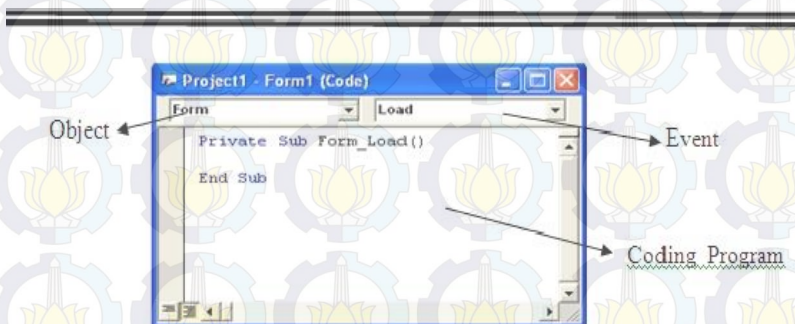 Project1 - Form1 (Code)
Form Load
Object
Event
Private Sub Form_Load()
End Sub
Coding Program